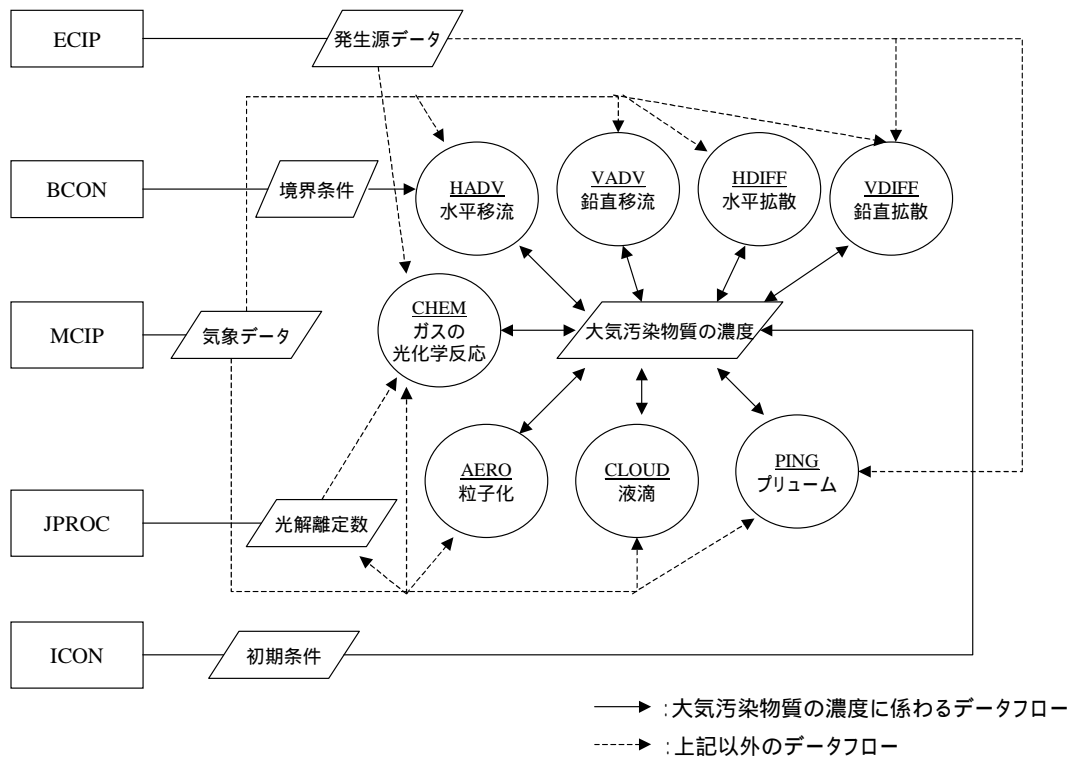 ECIP
発生源データ
BCON
境界条件
HADV
水平移流
VADV
鉛直移流
HDIFF
水平拡散
VDIFF
鉛直拡散
MCIP
気象データ
CHEM
ガスの
光化学反応
大気汚染物質の濃度
AERO
粒子化
CLOUD
液滴
PING
プリューム
JPROC
光解離定数
ICON
初期条件
:大気汚染物質の濃度に係わるデータフロー
:上記以外のデータフロー